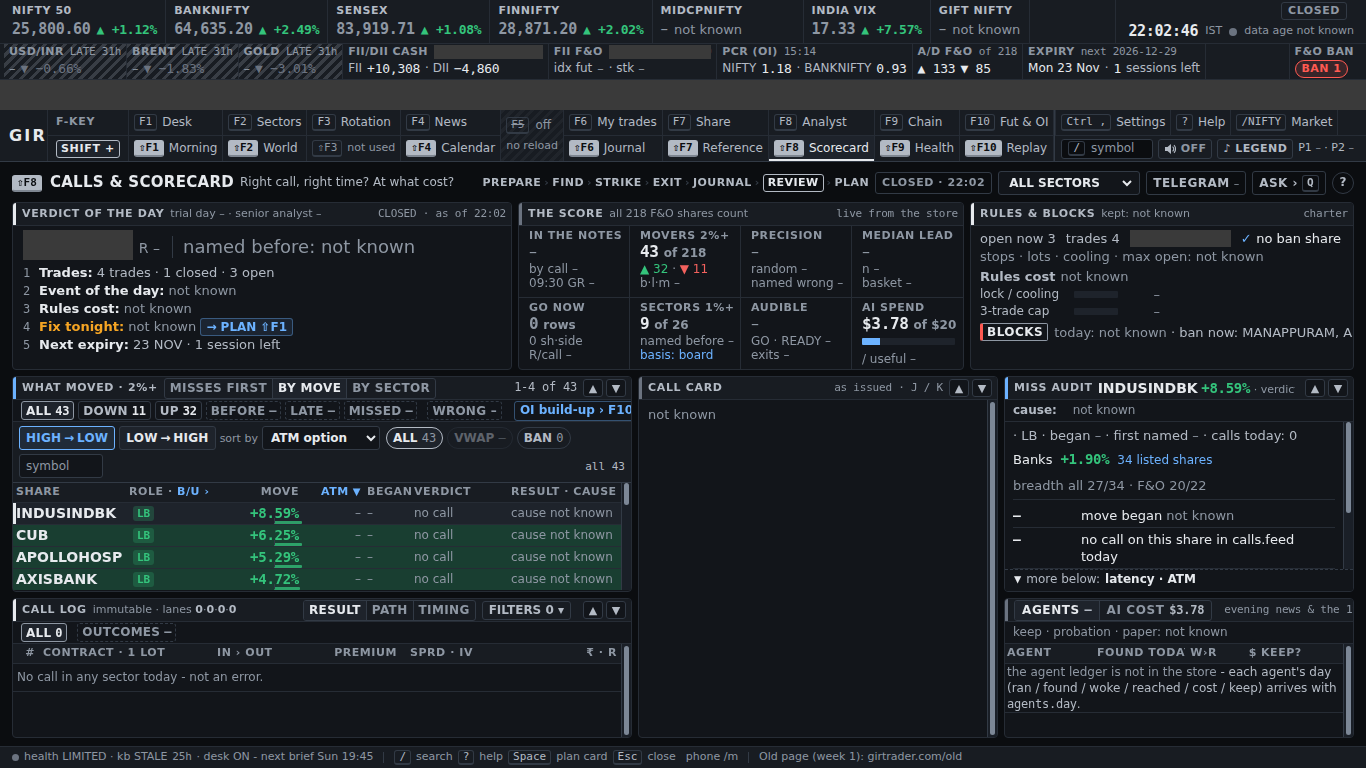 NIFTY 50 BANKNIFTY SENSEX FINNIFTY MIDCPNIFTY INDIA VIX GIFT NIFTY CLOSED
25,800.60 ▲ +1.12% 64,635.20 ▲ +2.49% 83,919.71 ▲ +1.08% 28,871.20 ▲ +2.02% – not known 17.33 ▲ +7.57% – not known 22:02:46 IST data age not known
USD/INR LATE 31h BRENT LATE 31h GOLD LATE 31h FII/DII CASH FII F&O PCR (OI) 15:14 A/D F&O of 218 EXPIRY next 2026-12-29 F&O BAN
– ▼ −0.66% – ▼ −1.83% – ▼ −3.01% FII +10,308 · DII −4,860 idx fut – · stk – NIFTY 1.18 · BANKNIFTY 0.93 ▲ 133 ▼ 85 Mon 23 Nov · 1 sessions left BAN 1
GIR F-KEY F1 Desk F2 Sectors F3 Rotation F4 News F5 off F6 My trades F7 Share F8 Analyst F9 Chain F10 Fut & OI Ctrl , Settings ? Help /NIFTY Market
SHIFT + ⇧F1 Morning ⇧F2 World ⇧F3 not used ⇧F4 Calendar no reload ⇧F6 Journal ⇧F7 Reference ⇧F8 Scorecard ⇧F9 Health ⇧F10 Replay / symbol OFF ♪ LEGEND P1 – · P2 –
⇧F8 CALLS & SCORECARD Right call, right time? At what cost? PREPARE › FIND › STRIKE › EXIT › JOURNAL › REVIEW › PLAN CLOSED · 22:02 ALL SECTORS TELEGRAM – ASK › Q ?
VERDICT OF THE DAY trial day – · senior analyst – CLOSED · as of 22:02
R – named before: not known
1 Trades: 4 trades · 1 closed · 3 open
2 Event of the day: not known
3 Rules cost: not known
4 Fix tonight: not known → PLAN ⇧F1
5 Next expiry: 23 NOV · 1 session left
THE SCORE all 218 F&O shares count live from the store
IN THE NOTES MOVERS 2%+ PRECISION MEDIAN LEAD
– 43 of 218 – –
by call – ▲ 32 · ▼ 11 random – n –
09:30 GR – b·l·m – named wrong – basket –
GO NOW SECTORS 1%+ AUDIBLE AI SPEND
0 rows 9 of 26 – $3.78 of $20
0 sh·side named before – GO · READY –
R/call – basis: board exits – / useful –
RULES & BLOCKS kept: not known charter
open now 3 trades 4 ✓ no ban share
stops · lots · cooling · max open: not known
Rules cost not known
lock / cooling –
3-trade cap –
BLOCKS today: not known · ban now: MANAPPURAM, A
WHAT MOVED · 2%+ MISSES FIRST BY MOVE BY SECTOR 1-4 of 43 ▲ ▼
ALL 43 DOWN 11 UP 32 BEFORE – LATE – MISSED – WRONG – OI build-up › F10
HIGH → LOW LOW → HIGH sort by ATM option ALL 43 VWAP – BAN 0
symbol all 43
SHARE ROLE · B/U › MOVE ATM ▼ BEGAN VERDICT RESULT · CAUSE
INDUSINDBK LB +8.59% – – no call cause not known
CUB LB +6.25% – – no call cause not known
APOLLOHOSP LB +5.29% – – no call cause not known
AXISBANK LB +4.72% – – no call cause not known
CALL LOG immutable · lanes 0·0·0·0 RESULT PATH TIMING FILTERS 0 ▾ ▲ ▼
ALL 0 OUTCOMES –
# CONTRACT · 1 LOT IN › OUT PREMIUM SPRD · IV ₹ · R
No call in any sector today - not an error.
CALL CARD as issued · J / K ▲ ▼
not known
MISS AUDIT INDUSINDBK +8.59% · verdic ▲ ▼
cause: not known
· LB · began – · first named – · calls today: 0
Banks +1.90% 34 listed shares
breadth all 27/34 · F&O 20/22
– move began not known
– no call on this share in calls.feed
today
▼ more below: latency · ATM
AGENTS – AI COST $3.78 evening news & the 1
keep · probation · paper: not known
AGENT FOUND TODA W›R $ KEEP?
the agent ledger is not in the store - each agent's day
(ran / found / woke / reached / cost / keep) arrives with
agents.day.
health LIMITED · kb STALE 25h · desk ON - next brief Sun 19:45 / search ? help Space plan card Esc close phone /m Old page (week 1): girtrader.com/old